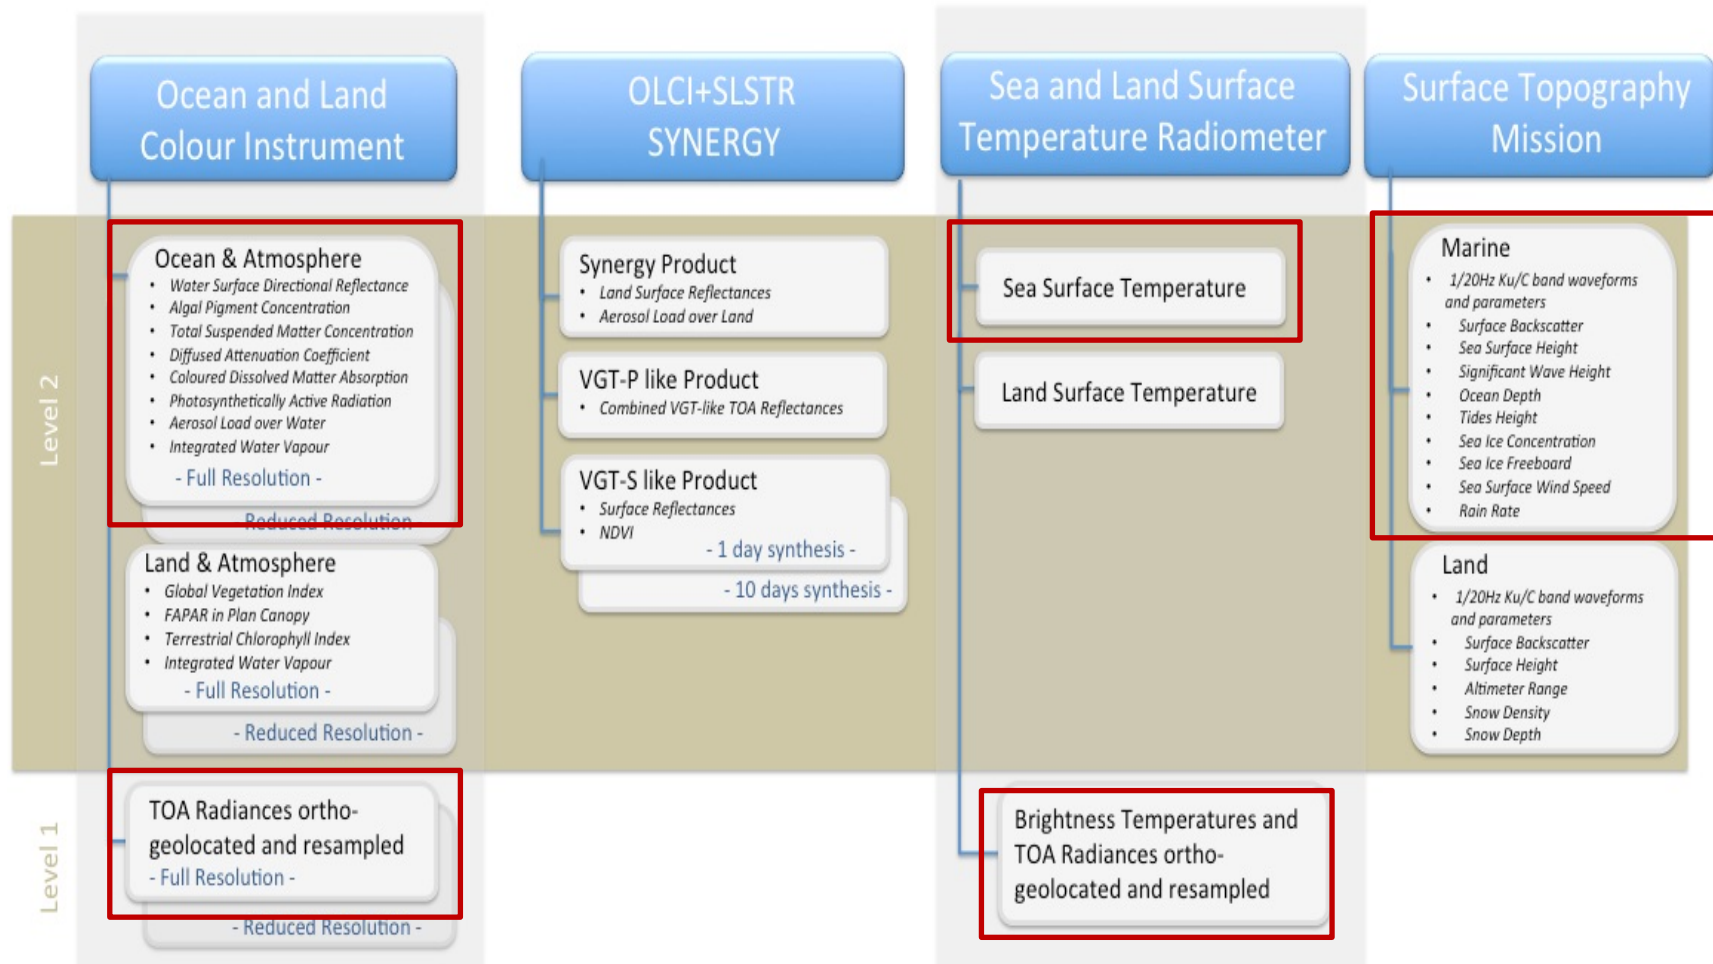 Ocean and Land
Colour Instrument
OLCI+SLSTR
SYNERGY
Sea and Land Surface
Temperature Radiometer
Surface Topography
Mission
Level 2
Ocean & Atmosphere
• Water Surface Directional Reflectance
• Algal Pigment Concentration
• Total Suspended Matter Concentration
• Diffused Attenuation Coefficient
• Coloured Dissolved Matter Absorption
• Photosynthetically Active Radiation
• Aerosol Load over Water
• Integrated Water Vapour
- Full Resolution -
Reduced Resolution
Land & Atmosphere
• Global Vegetation Index
• FAPAR in Plan Canopy
• Terrestrial Chlorophyll Index
• Integrated Water Vapour
- Full Resolution -
- Reduced Resolution -
Synergy Product
• Land Surface Reflectances
• Aerosol Load over Land
VGT-P like Product
• Combined VGT-like TOA Reflectances
VGT-S like Product
• Surface Reflectances
• NDVI
- 1 day synthesis -
- 10 days synthesis -
Sea Surface Temperature
Land Surface Temperature
Marine
• 1/20Hz Ku/C band waveforms
and parameters
• Surface Backscatter
• Sea Surface Height
• Significant Wave Height
• Ocean Depth
• Tides Height
• Sea Ice Concentration
• Sea Ice Freeboard
• Sea Surface Wind Speed
• Rain Rate
Land
• 1/20Hz Ku/C band waveforms
and parameters
• Surface Backscatter
• Surface Height
• Altimeter Range
• Snow Density
• Snow Depth
Level 1
TOA Radiances ortho-
geolocated and resampled
- Full Resolution -
- Reduced Resolution -
Brightness Temperatures and
TOA Radiances ortho-
geolocated and resampled